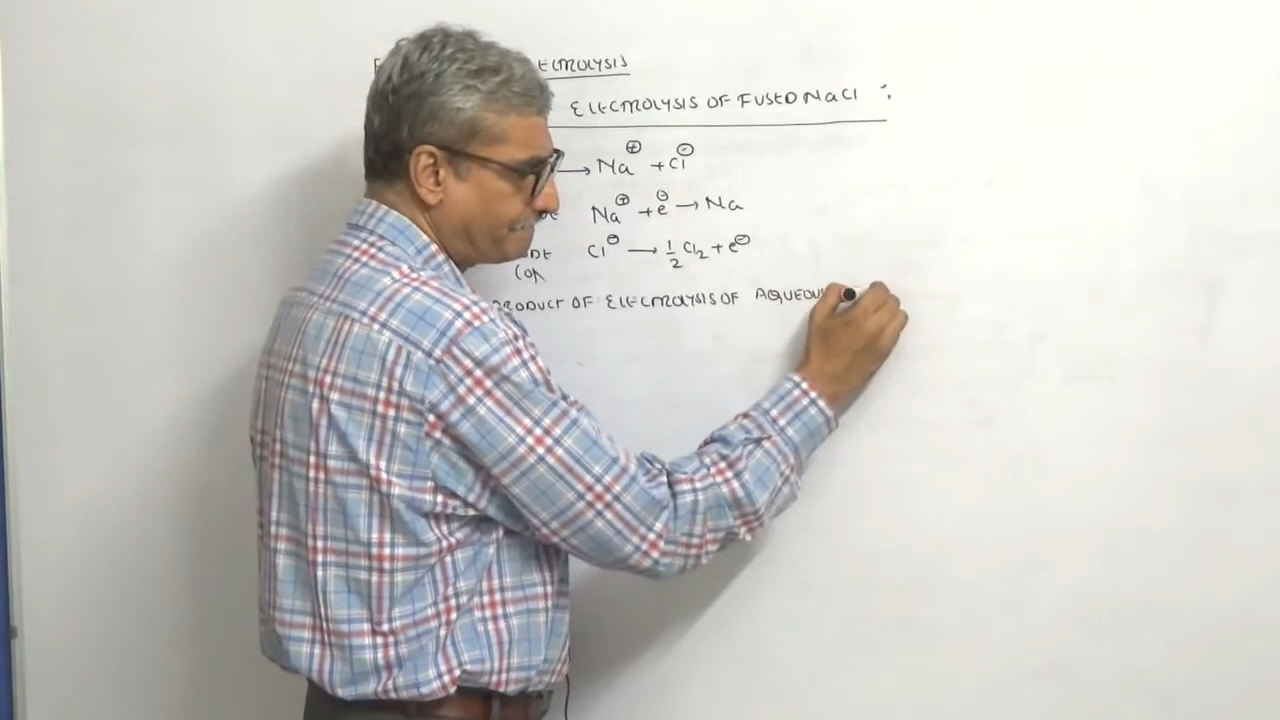 ELECTROLYSIS
ELECTROLYSIS OF FUSED NaCl :
→ Na⊕ + Cl⊖
Na⊕ + e⊖ → Na
Cl⊖ → 1/2 Cl₂ + e⊖
PRODUCT OF ELECTROLYSIS OF AQUEOU